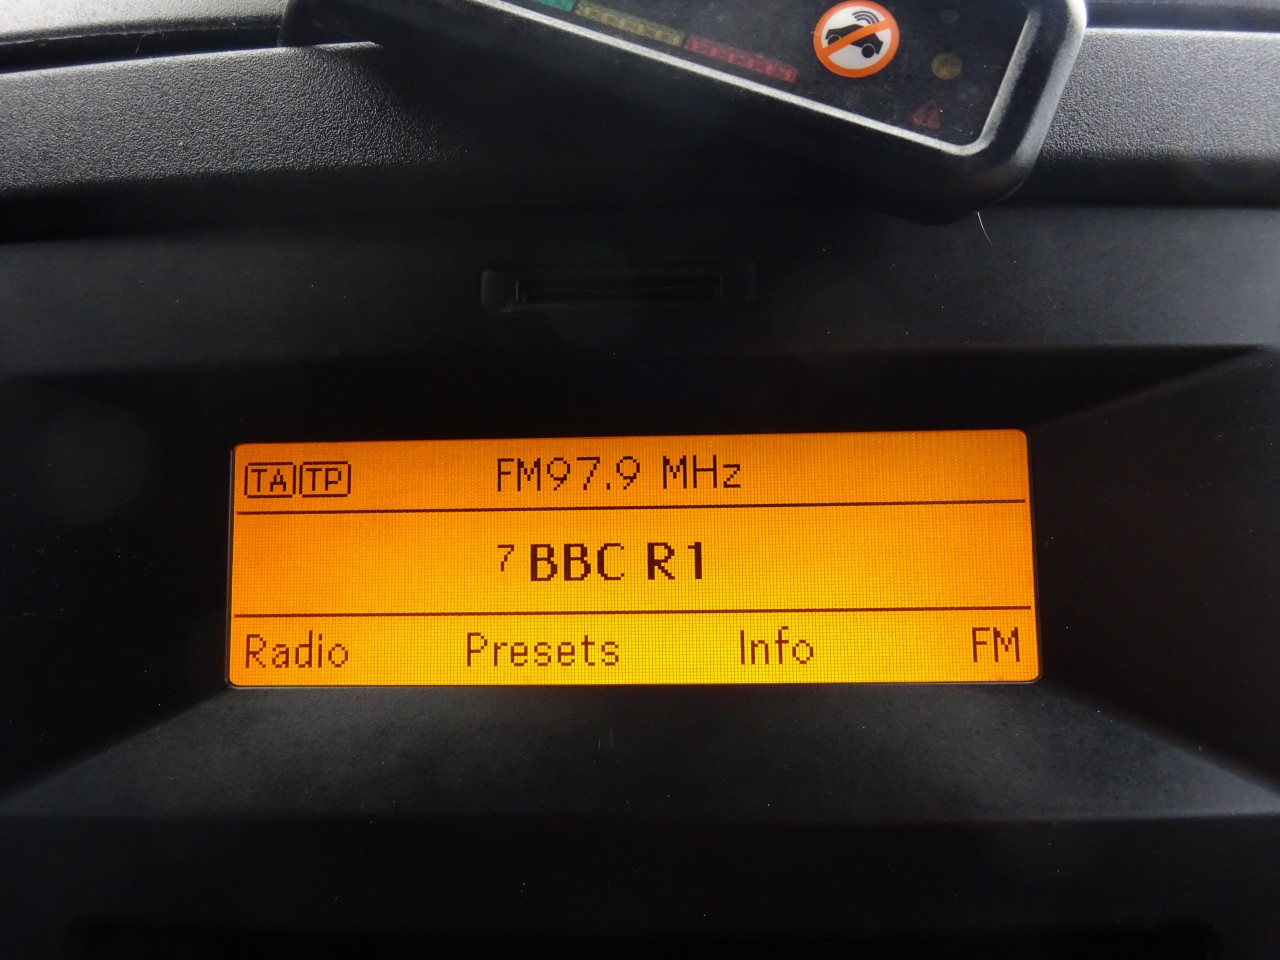 TA TP FM97.9 MHz
7 BBC R1
Radio Presets Info FM